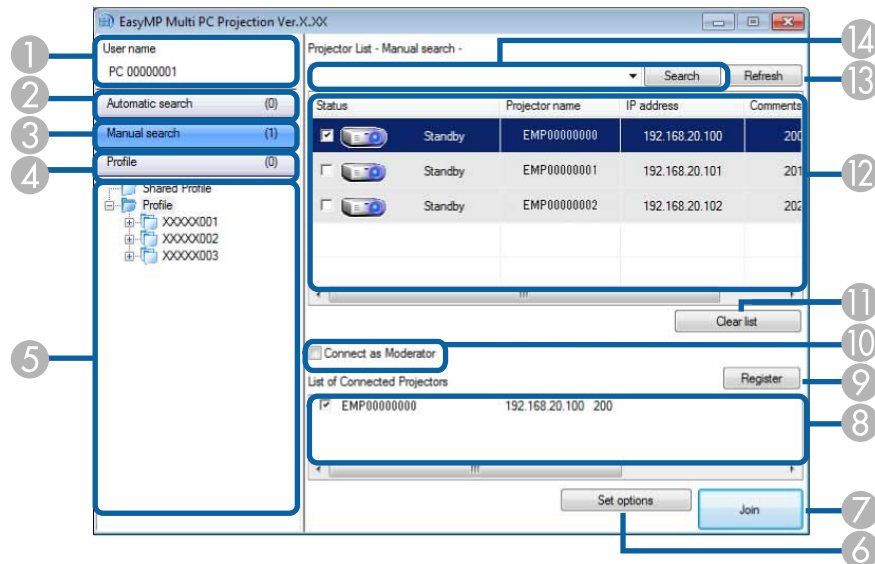 EasyMP Multi PC Projection Ver.X.XX
User name
PC 00000001
Automatic search (0)
Manual search (1)
Profile (0)
Shared Profile
Profile
XXXXX001
XXXXX002
XXXXX003
Projector List - Manual search -
Search Refresh
Status Projector name IP address Comments
Standby EMP00000000 192.168.20.100 200
Standby EMP00000001 192.168.20.101 201
Standby EMP00000002 192.168.20.102 202
Clear list
Connect as Moderator
List of Connected Projectors Register
EMP00000000 192.168.20.100 200
Set options Join
1
2
3
4
5
14
13
12
11
10
9
8
7
6